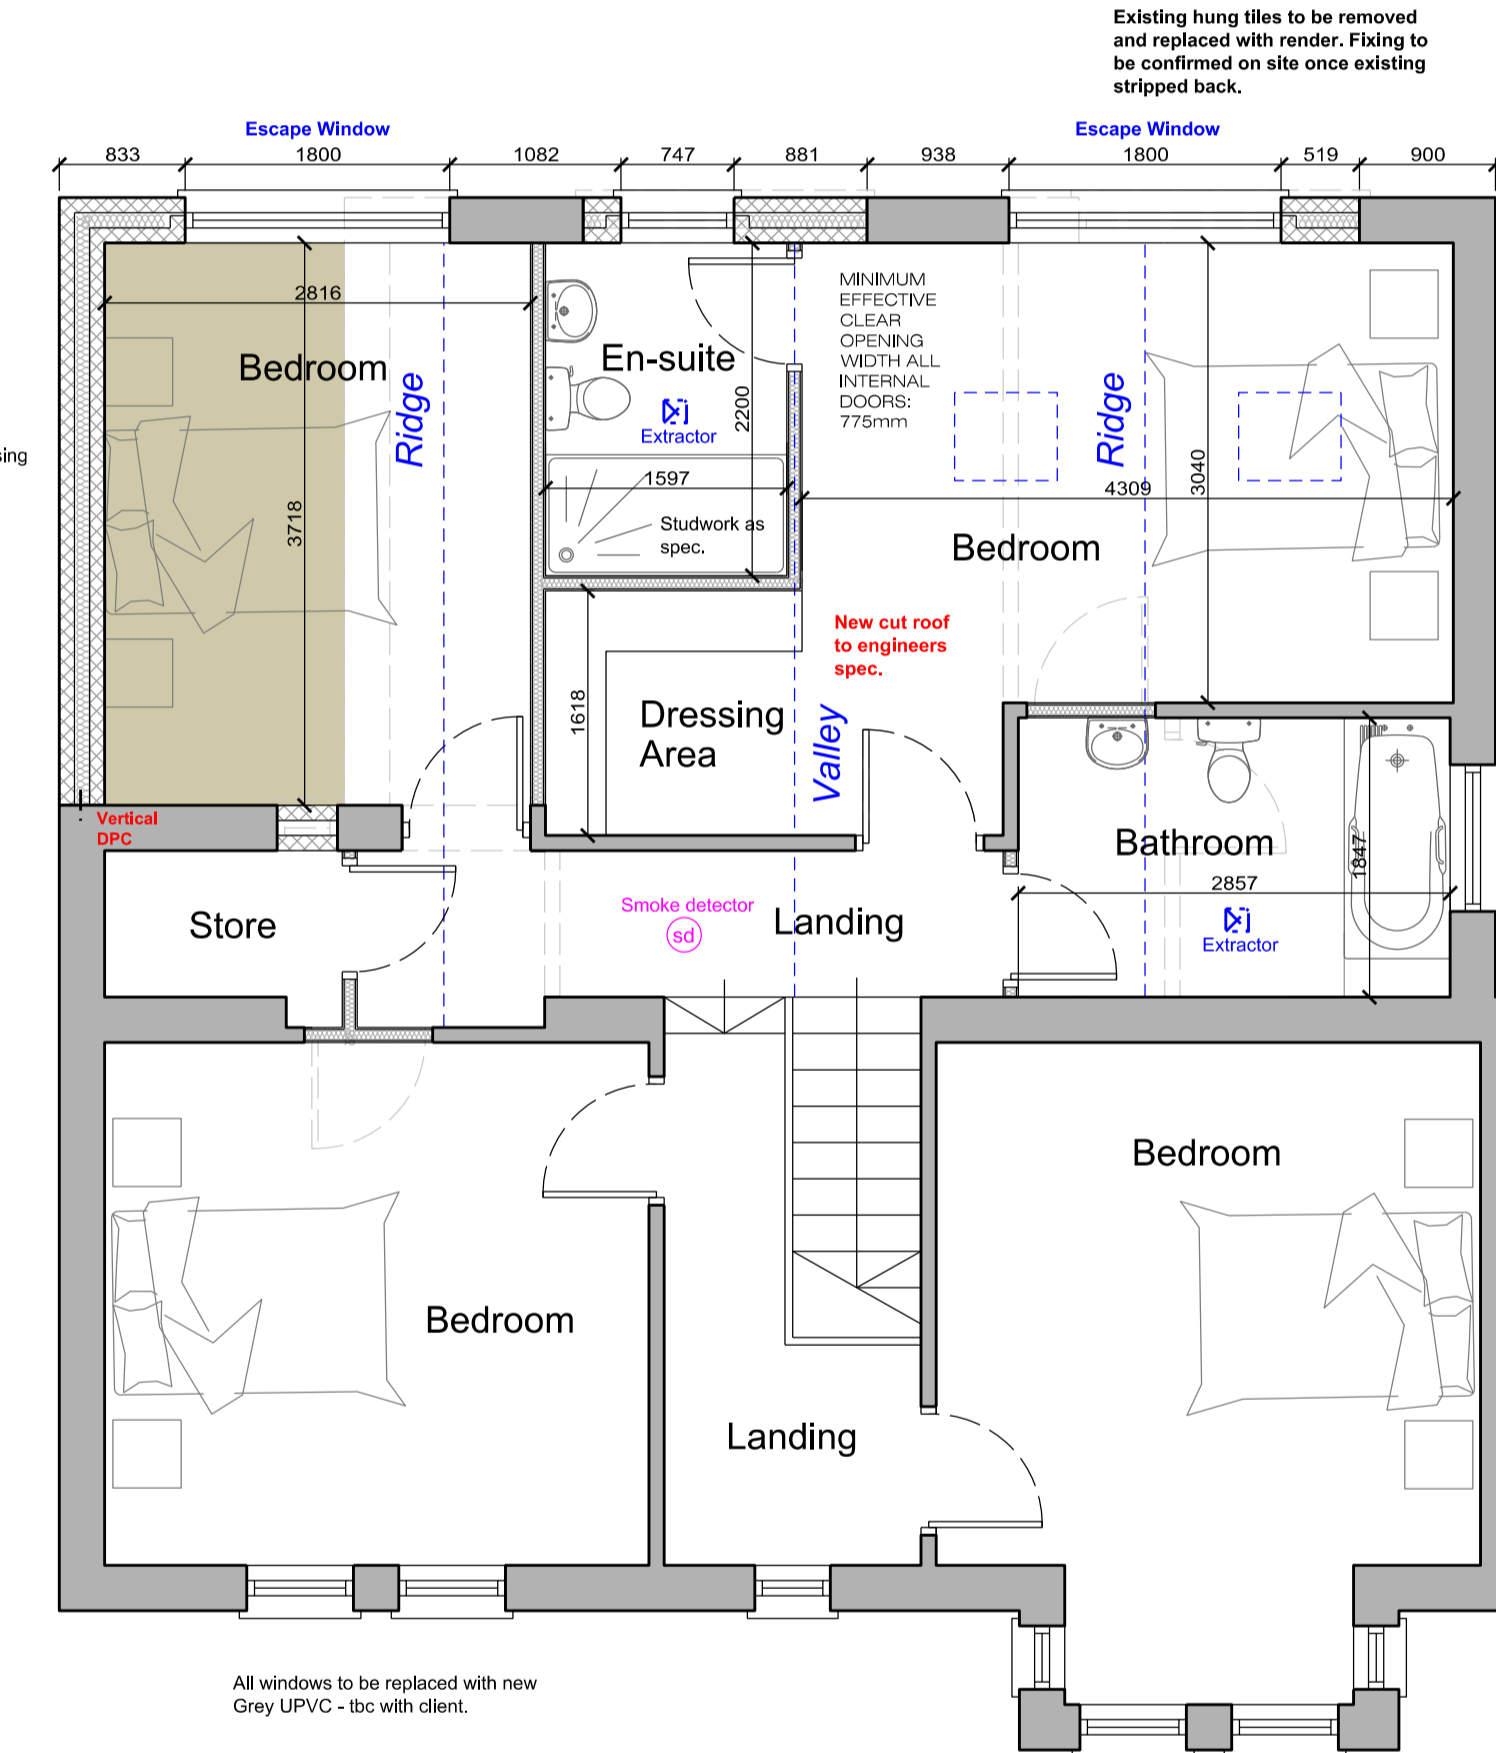 Existing hung tiles to be removed
and replaced with render. Fixing to
be confirmed on site once existing
stripped back.
Escape Window
Escape Window
833
1800
1082
747
881
938
1800
519
900
2816
Bedroom
Ridge
3718
En-suite
Extractor
2200
1597
Studwork as
spec.
MINIMUM
EFFECTIVE
CLEAR
OPENING
WIDTH ALL
INTERNAL
DOORS:
775mm
Ridge
3040
4309
Bedroom
New cut roof
to engineers
spec.
1618
Dressing
Area
Valley
Vertical
DPC
Store
Smoke detector
sd
Landing
Bathroom
1847
2857
Extractor
Bedroom
Bedroom
Landing
All windows to be replaced with new
Grey UPVC - tbc with client.